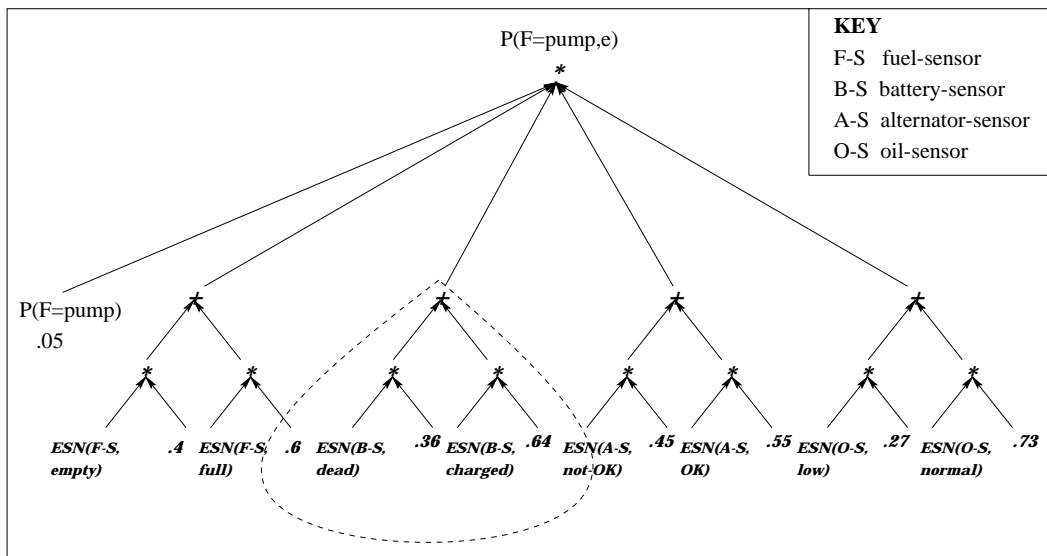 P(F=pump,e)
*
KEY
F-S fuel-sensor
B-S battery-sensor
A-S alternator-sensor
O-S oil-sensor
P(F=pump)
.05
+ + + +
* * * * * * * *
ESN(F-S, .4 ESN(F-S, .6 ESN(B-S, .36 ESN(B-S, .64 ESN(A-S, .45 ESN(A-S, .55 ESN(O-S, .27 ESN(O-S, .73
empty) full) dead) charged) not-OK) OK) low) normal)